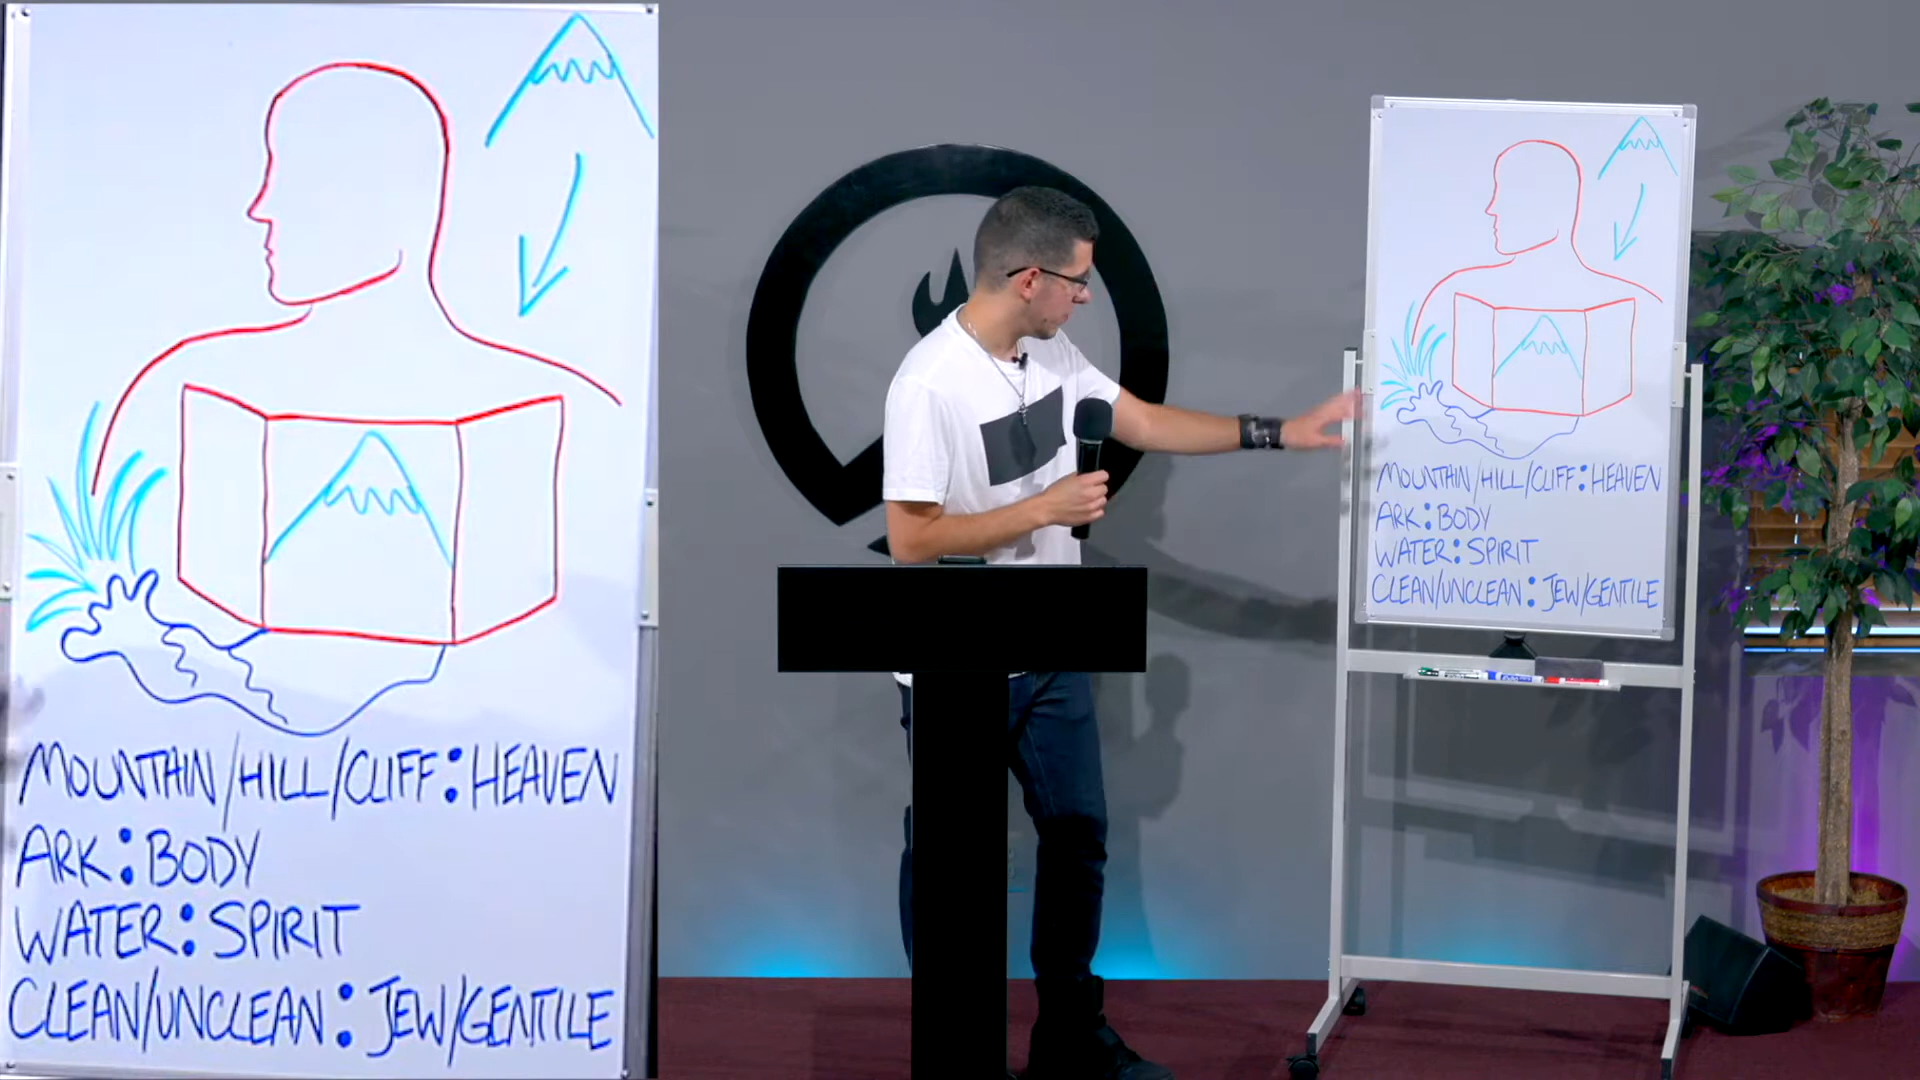 MOUNTAIN/HILL/CLIFF:HEAVEN
ARK:BODY
WATER:SPIRIT
CLEAN/UNCLEAN:JEW/GENTILE
MOUNTAIN/HILL/CLIFF:HEAVEN
ARK:BODY
WATER:SPIRIT
CLEAN/UNCLEAN:JEW/GENTILE